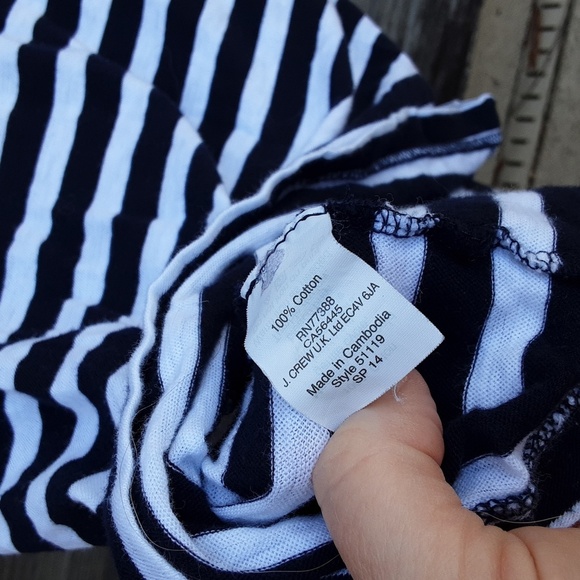 100% Cotton
RN77388
CA56445
J. CREW U.K. Ltd EC4V 6JA
Made in Cambodia
Style 51119
SP 14